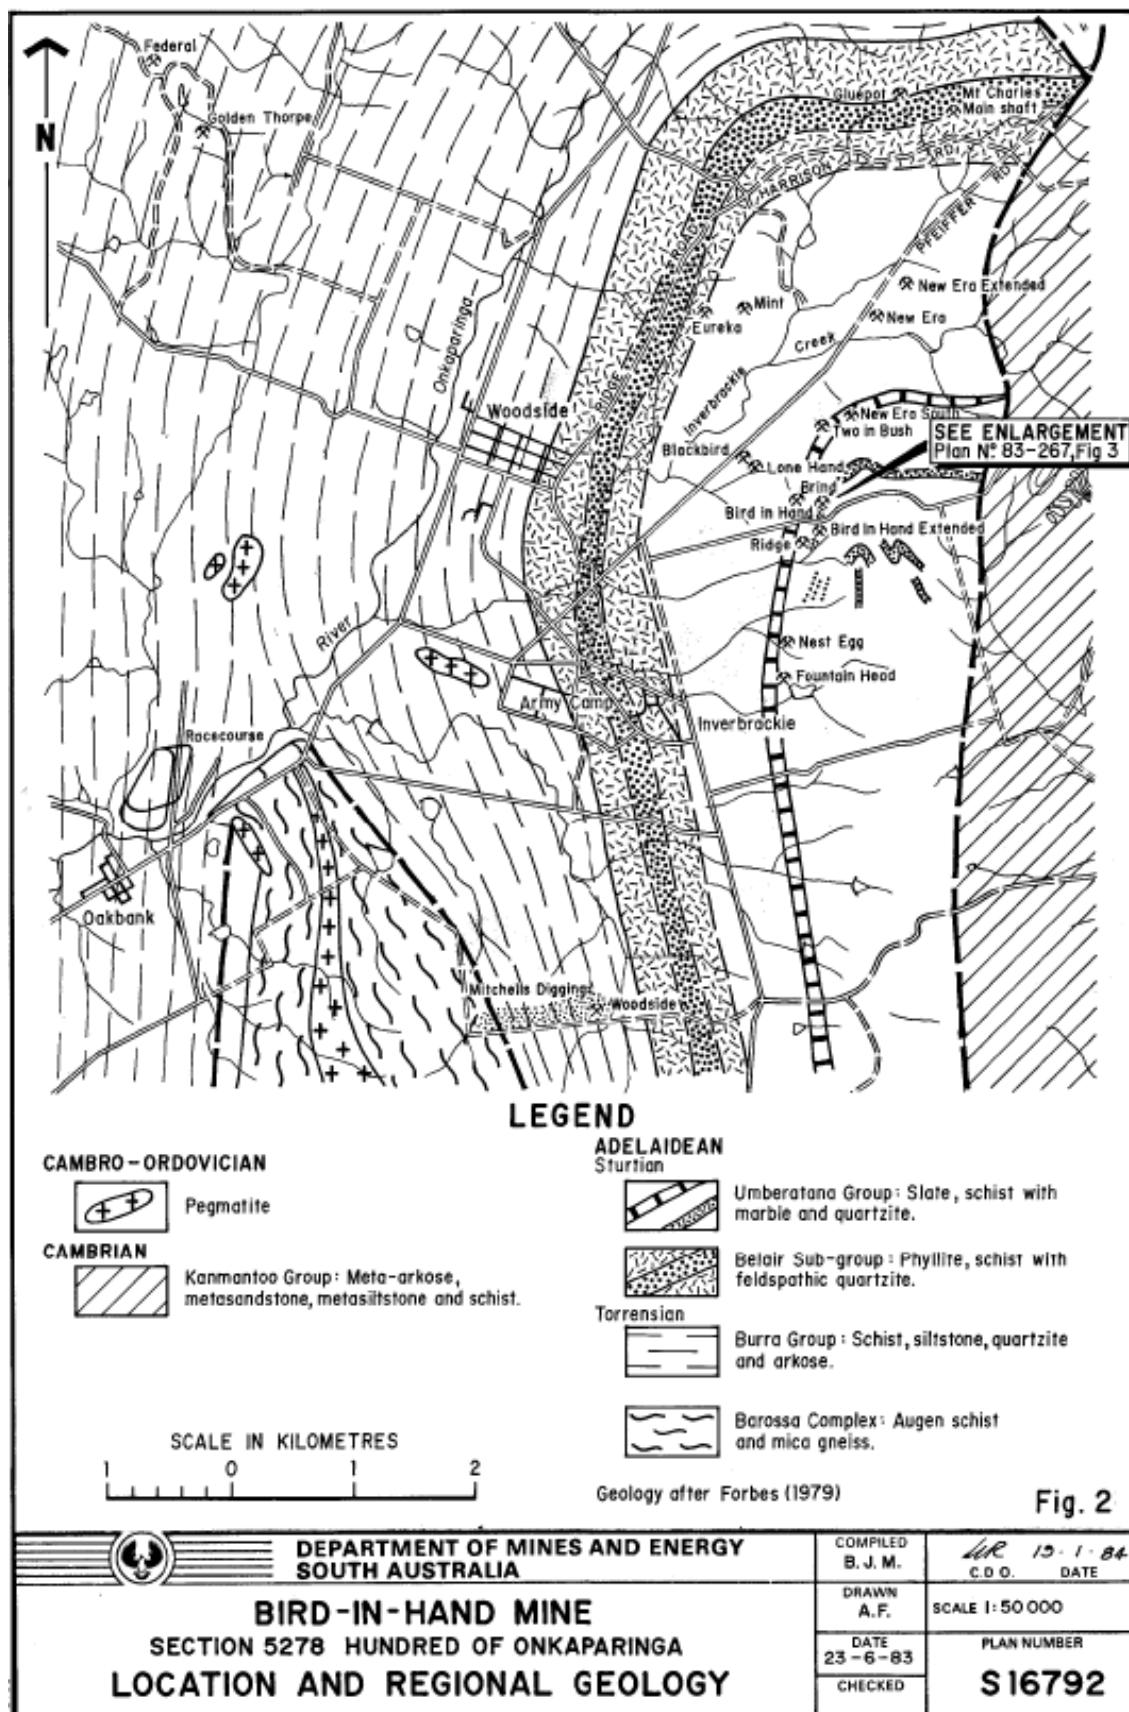 Federal
Golden Thorpe
N
Gluepot
Mt Charles
Main shaft
HARRISON RD
PFEIFFER RD
RIDGE ROAD
New Era Extended
Mint
Eureka
New Era
Onkaparinga
River
Inverbrackie
Creek
Woodside
New Era South
Two in Bush
SEE ENLARGEMENT
Plan Nº 83-267, Fig 3
Blackbird
Lone Hand
Brind
Bird in Hand
Bird In Hand Extended
Ridge
Nest Egg
Fountain Head
Army Camp
Inverbrackie
Racecourse
Oakbank
Mitchells Diggings
Woodside
LEGEND
CAMBRO-ORDOVICIAN
Pegmatite
CAMBRIAN
Kanmantoo Group: Meta-arkose,
metasandstone, metasiltstone and schist.
ADELAIDEAN
Sturtian
Umberatana Group: Slate, schist with
marble and quartzite.
Belair Sub-group: Phyllite, schist with
feldspathic quartzite.
Torrensian
Burra Group: Schist, siltstone, quartzite
and arkose.
Barossa Complex: Augen schist
and mica gneiss.
SCALE IN KILOMETRES
1 0 1 2
Geology after Forbes (1979)
Fig. 2
DEPARTMENT OF MINES AND ENERGY
SOUTH AUSTRALIA
BIRD-IN-HAND MINE
SECTION 5278 HUNDRED OF ONKAPARINGA
LOCATION AND REGIONAL GEOLOGY
COMPILED
B. J. M.
C.D O. DATE
DRAWN
A.F.
SCALE 1:50 000
DATE
23-6-83
PLAN NUMBER
S16792
CHECKED